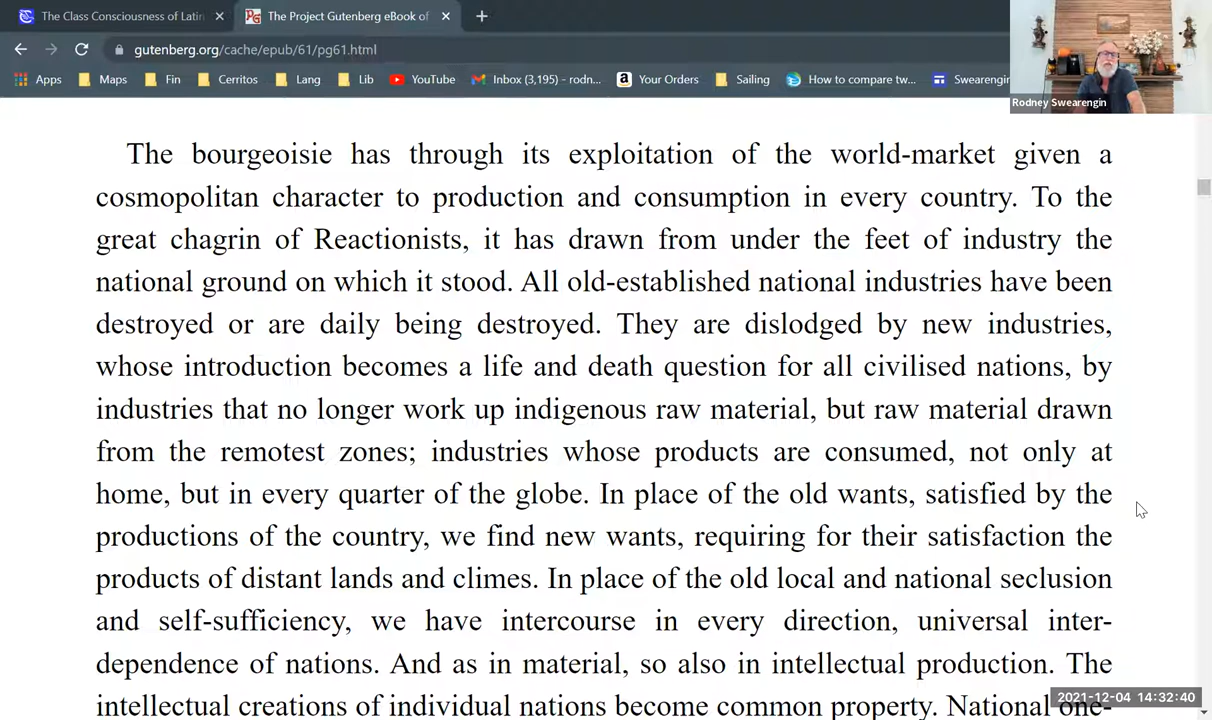 The Class Consciousness of Latin
The Project Gutenberg eBook of
gutenberg.org/cache/epub/61/pg61.html
Apps Maps Fin Cerritos Lang Lib YouTube Inbox (3,195) – rodn... Your Orders Sailing How to compare tw... Swearengin
Rodney Swearengin
The bourgeoisie has through its exploitation of the world-market given a
cosmopolitan character to production and consumption in every country. To the
great chagrin of Reactionists, it has drawn from under the feet of industry the
national ground on which it stood. All old-established national industries have been
destroyed or are daily being destroyed. They are dislodged by new industries,
whose introduction becomes a life and death question for all civilised nations, by
industries that no longer work up indigenous raw material, but raw material drawn
from the remotest zones; industries whose products are consumed, not only at
home, but in every quarter of the globe. In place of the old wants, satisfied by the
productions of the country, we find new wants, requiring for their satisfaction the
products of distant lands and climes. In place of the old local and national seclusion
and self-sufficiency, we have intercourse in every direction, universal inter-
dependence of nations. And as in material, so also in intellectual production. The
intellectual creations of individual nations become common property. National one-
2021-12-04 14:32:40